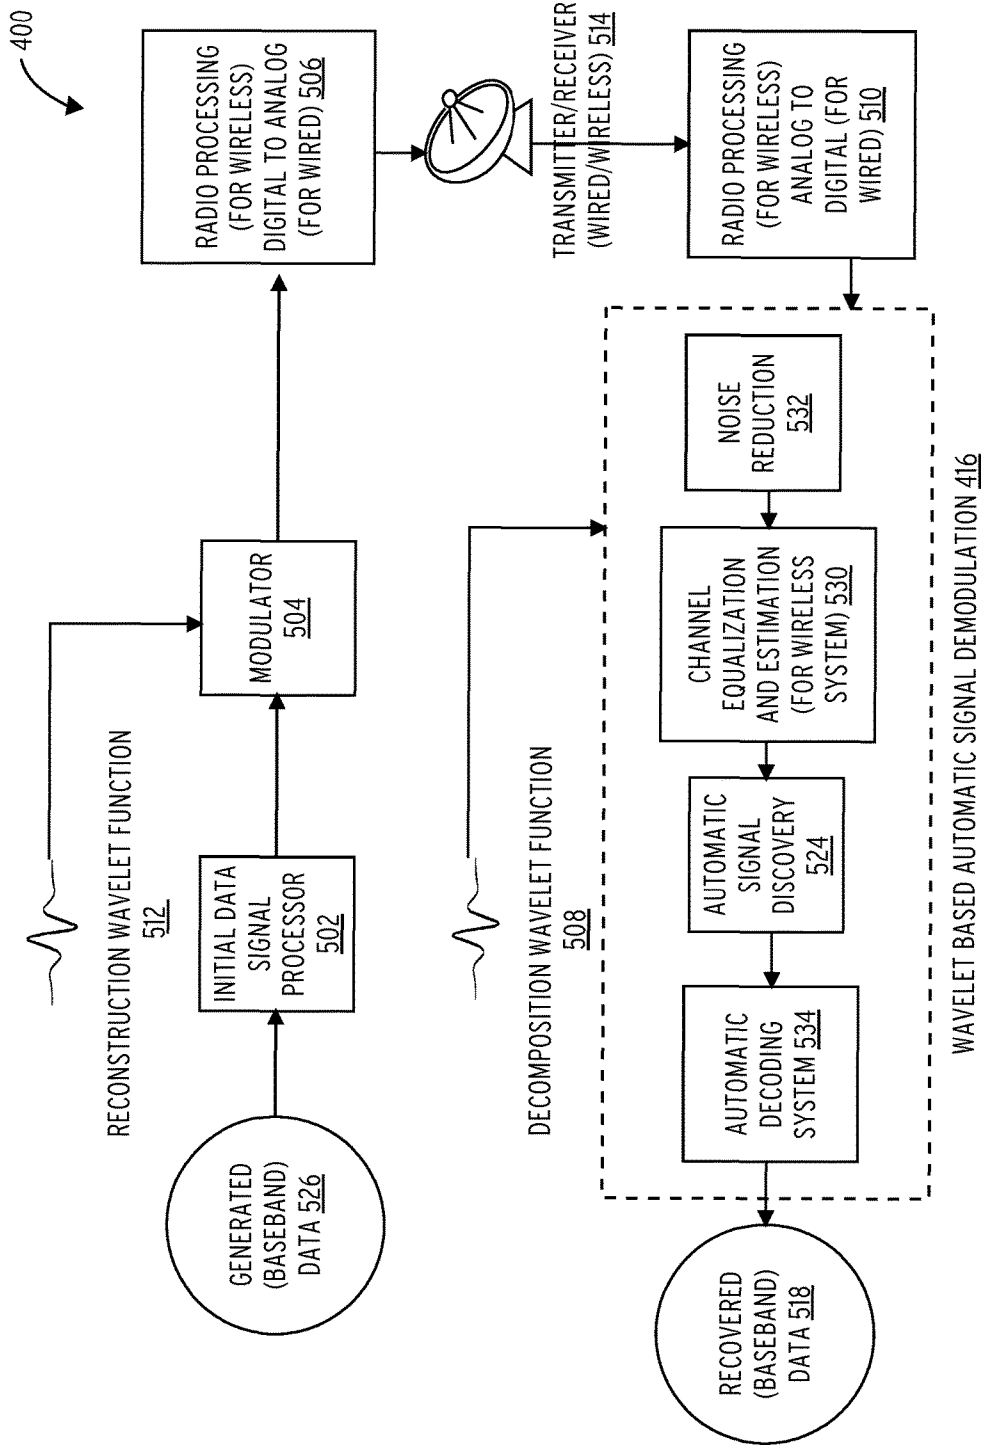 400
RECONSTRUCTION WAVELET FUNCTION
512
GENERATED
(BASEBAND)
DATA 526
INITIAL DATA
SIGNAL
PROCESSOR
502
MODULATOR
504
RADIO PROCESSING
(FOR WIRELESS)
DIGITAL TO ANALOG
(FOR WIRED) 506
TRANSMITTER/RECEIVER
(WIRED/WIRELESS) 514
DECOMPOSITION WAVELET FUNCTION
508
RADIO PROCESSING
(FOR WIRELESS)
ANALOG TO
DIGITAL (FOR
WIRED) 510
NOISE
REDUCTION
532
CHANNEL
EQUALIZATION
AND ESTIMATION
(FOR WIRELESS
SYSTEM) 530
AUTOMATIC
SIGNAL
DISCOVERY
524
AUTOMATIC
DECODING
SYSTEM 534
RECOVERED
(BASEBAND)
DATA 518
WAVELET BASED AUTOMATIC SIGNAL DEMODULATION 416